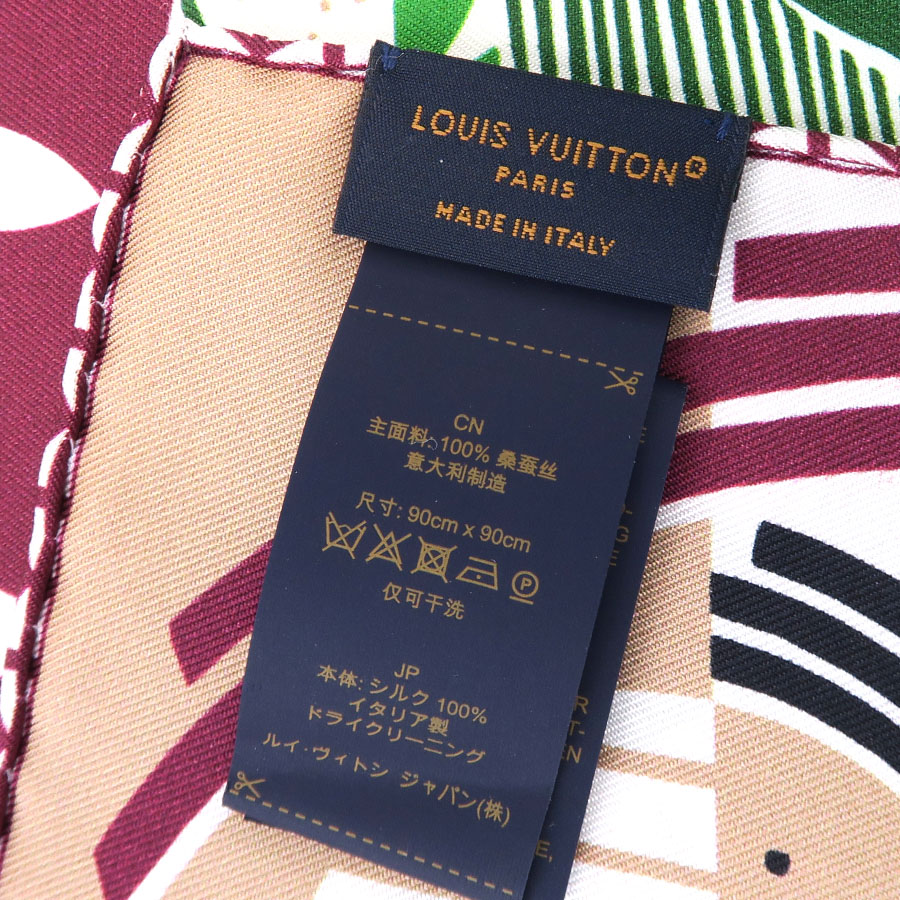 LOUIS VUITTON®
PARIS
MADE IN ITALY
CN
主面料: 100% 桑蚕丝
意大利制造
尺寸: 90cm x 90cm
仅可干洗
JP
本体: シルク 100%
イタリア製
ドライクリーニング
ルイ・ヴィトシ ジャパン(株)